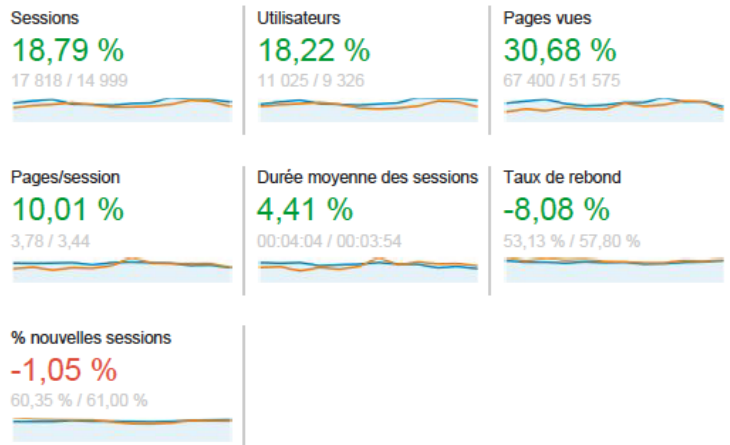 Sessions
18,79 %
17 818 / 14 999
Utilisateurs
18,22 %
11 025 / 9 326
Pages vues
30,68 %
67 400 / 51 575
Pages/session
10,01 %
3,78 / 3,44
Durée moyenne des sessions
4,41 %
00:04:04 / 00:03:54
Taux de rebond
-8,08 %
53,13 % / 57,80 %
% nouvelles sessions
-1,05 %
60,35 % / 61,00 %